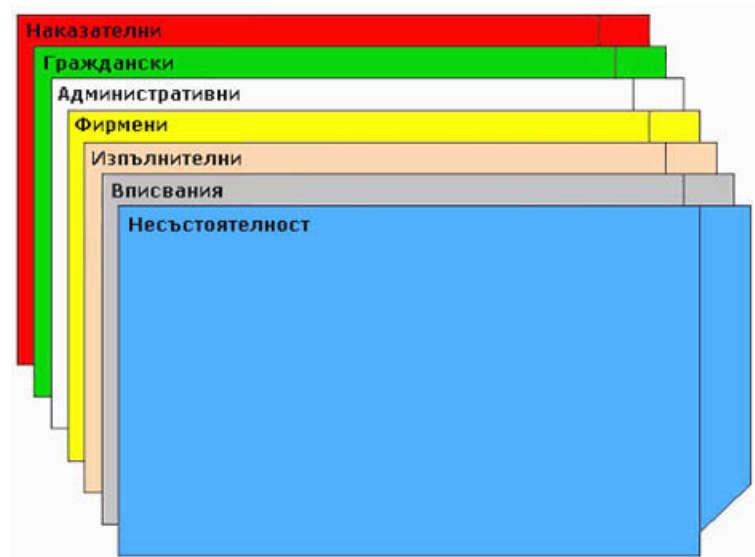 Наказателни
Граждански
Административни
Фирмени
Изпълнителни
Вписвания
Несъстоятелност